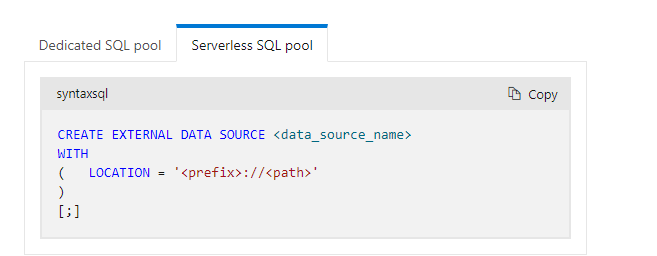 Dedicated SQL pool
Serverless SQL pool
syntaxsql
Copy
CREATE EXTERNAL DATA SOURCE <data_source_name>
WITH
(   LOCATION = '<prefix>://<path>'
)
[;]